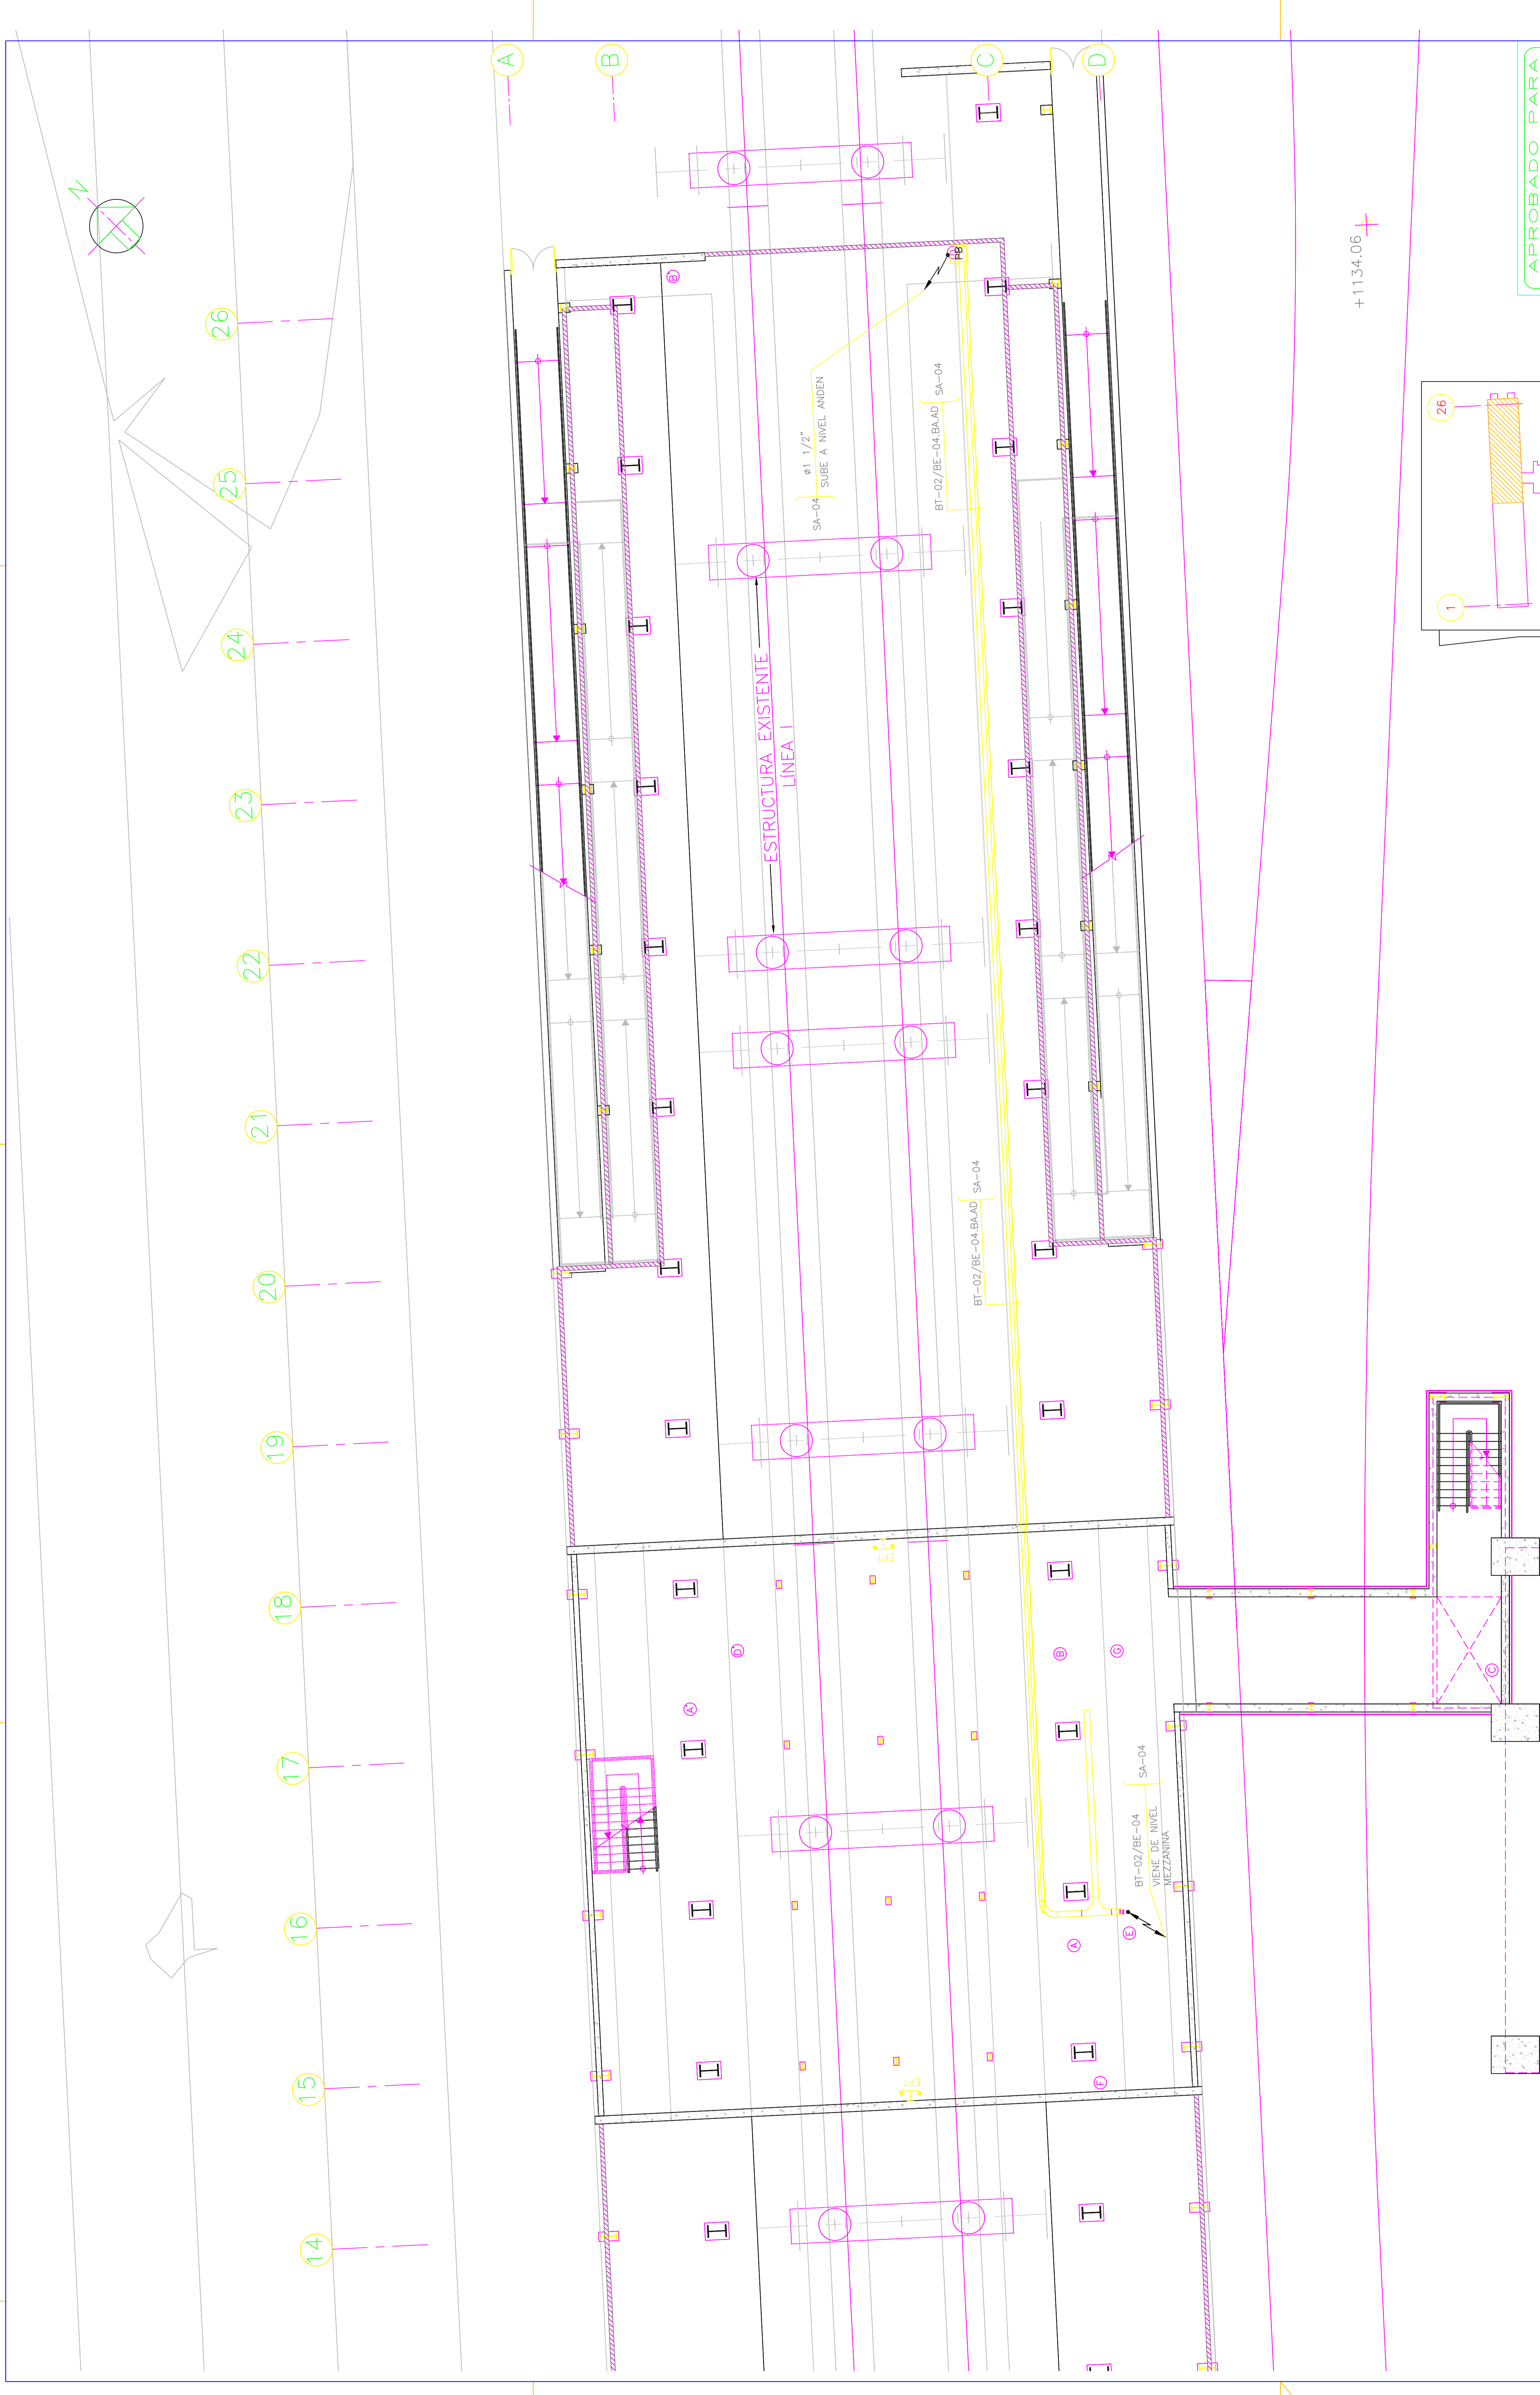 A
B
C
D
N
APROBADO PARA
+1134.06
26
25
24
23
22
21
20
19
18
17
16
15
14
B'
PB
SA-04
ø1 1/2"
SUBE A NIVEL ANDEN
BT-02/BE-04.BA.AD
SA-04
ESTRUCTURA EXISTENTE
LÍNEA I
26
1
BT-02/BE-04.BA.AD
SA-04
EPT
D'
A'
B
G
C
BT-02/BE-04
SA-04
VIENE DE NIVEL
MEZZANINA
A
E
F
EPT